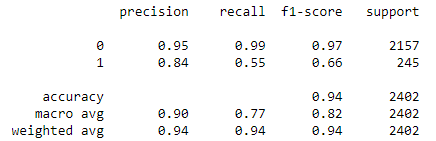 precision recall f1-score support
0 0.95 0.99 0.97 2157
1 0.84 0.55 0.66 245
accuracy 0.94 2402
macro avg 0.90 0.77 0.82 2402
weighted avg 0.94 0.94 0.94 2402